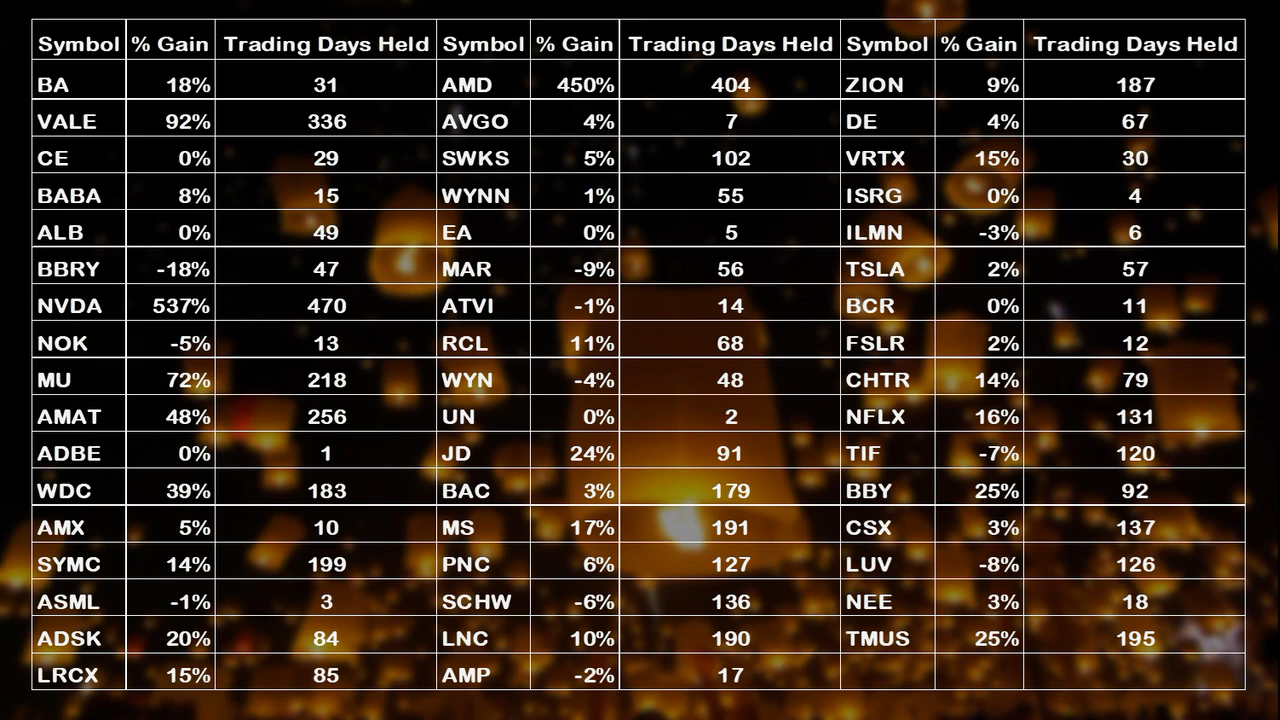 Symbol % Gain Trading Days Held Symbol % Gain Trading Days Held Symbol % Gain Trading Days Held
BA 18% 31 AMD 450% 404 ZION 9% 187
VALE 92% 336 AVGO 4% 7 DE 4% 67
CE 0% 29 SWKS 5% 102 VRTX 15% 30
BABA 8% 15 WYNN 1% 55 ISRG 0% 4
ALB 0% 49 EA 0% 5 ILMN -3% 6
BBRY -18% 47 MAR -9% 56 TSLA 2% 57
NVDA 537% 470 ATVI -1% 14 BCR 0% 11
NOK -5% 13 RCL 11% 68 FSLR 2% 12
MU 72% 218 WYN -4% 48 CHTR 14% 79
AMAT 48% 256 UN 0% 2 NFLX 16% 131
ADBE 0% 1 JD 24% 91 TIF -7% 120
WDC 39% 183 BAC 3% 179 BBY 25% 92
AMX 5% 10 MS 17% 191 CSX 3% 137
SYMC 14% 199 PNC 6% 127 LUV -8% 126
ASML -1% 3 SCHW -6% 136 NEE 3% 18
ADSK 20% 84 LNC 10% 190 TMUS 25% 195
LRCX 15% 85 AMP -2% 17